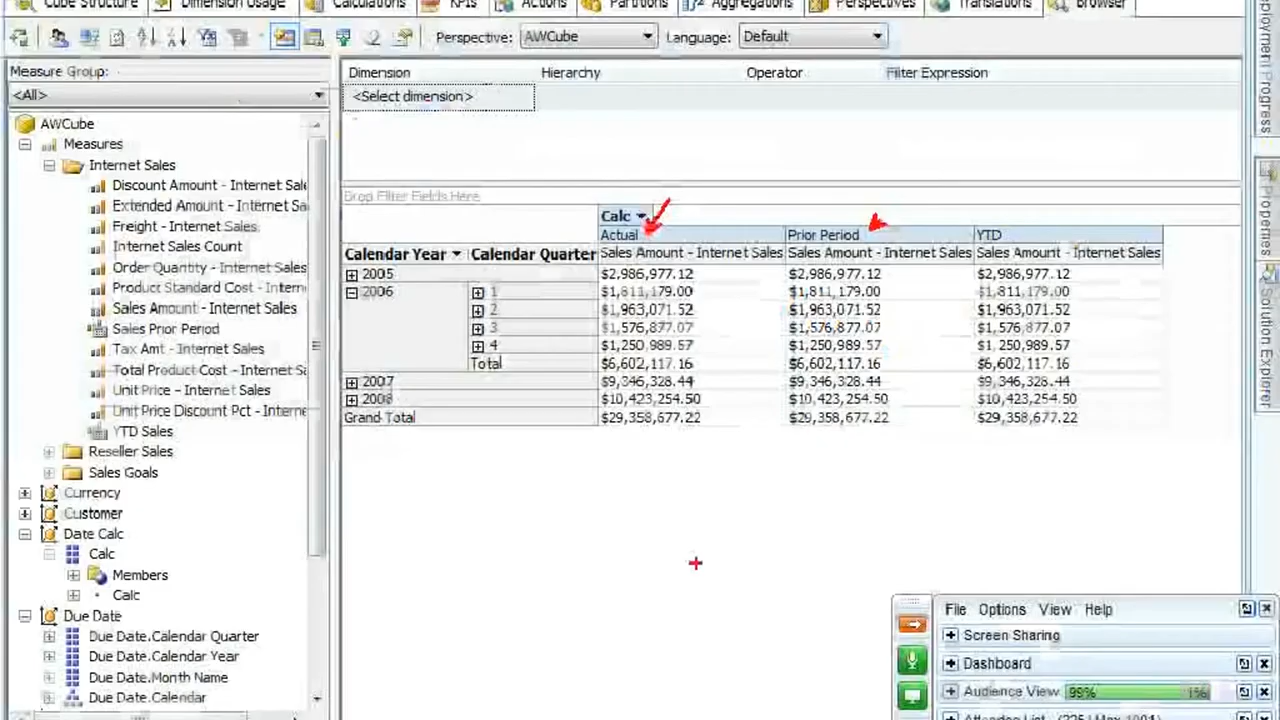 Cube Structure Dimension Usage Calculations KPIs Actions Partitions Aggregations Perspectives Translations Browser
Perspective: AWCube Language: Default
Measure Group:
<All>
AWCube
Measures
Internet Sales
Discount Amount - Internet Sale
Extended Amount - Internet Sa
Freight - Internet Sales
Internet Sales Count
Order Quantity - Internet Sales
Product Standard Cost - Intern
Sales Amount - Internet Sales
Sales Prior Period
Tax Amt - Internet Sales
Total Product Cost - Internet Sa
Unit Price - Internet Sales
Unit Price Discount Pct - Interne
YTD Sales
Reseller Sales
Sales Goals
Currency
Customer
Date Calc
Calc
Members
Calc
Due Date
Due Date.Calendar Quarter
Due Date.Calendar Year
Due Date.Month Name
Due Date.Calendar
Dimension Hierarchy Operator Filter Expression
<Select dimension>
Drop Filter Fields Here
Calc
Actual Prior Period YTD
Calendar Year Calendar Quarter Sales Amount - Internet Sales Sales Amount - Internet Sales Sales Amount - Internet Sales
2005 $2,986,977.12 $2,986,977.12 $2,986,977.12
2006 1 $1,811,179.00 $1,811,179.00 $1,811,179.00
2 $1,963,071.52 $1,963,071.52 $1,963,071.52
3 $1,576,877.07 $1,576,877.07 $1,576,877.07
4 $1,250,989.57 $1,250,989.57 $1,250,989.57
Total $6,602,117.16 $6,602,117.16 $6,602,117.16
2007 $9,346,328.44 $9,346,328.44 $9,346,328.44
2008 $10,423,254.50 $10,423,254.50 $10,423,254.50
Grand Total $29,358,677.22 $29,358,677.22 $29,358,677.22
Progress
Solution Explorer
File Options View Help
Screen Sharing
Dashboard
Audience View 99% 1%